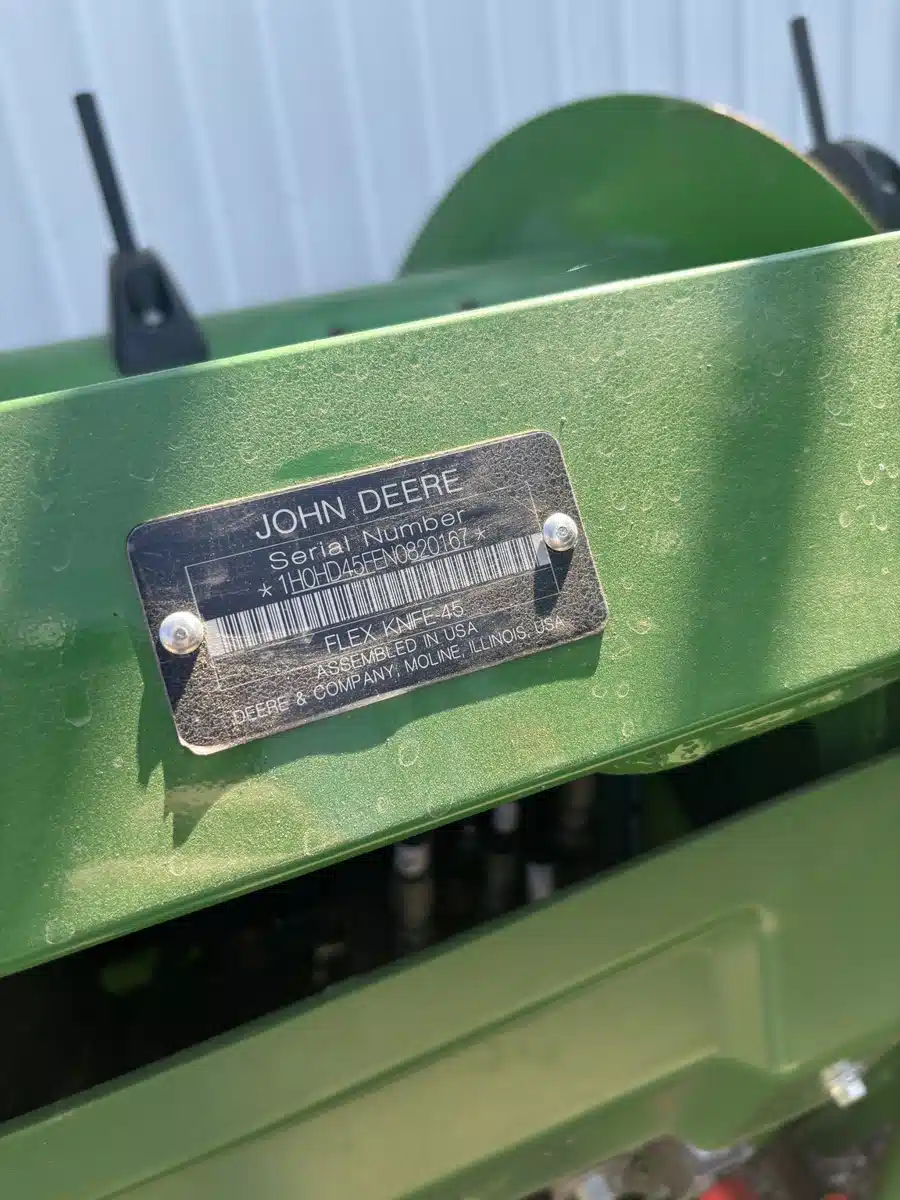 JOHN DEERE
Serial Number
*1H0HD45FEN0820167*
FLEX KNIFE-45
ASSEMBLED IN USA
DEERE & COMPANY, MOLINE, ILLINOIS, USA